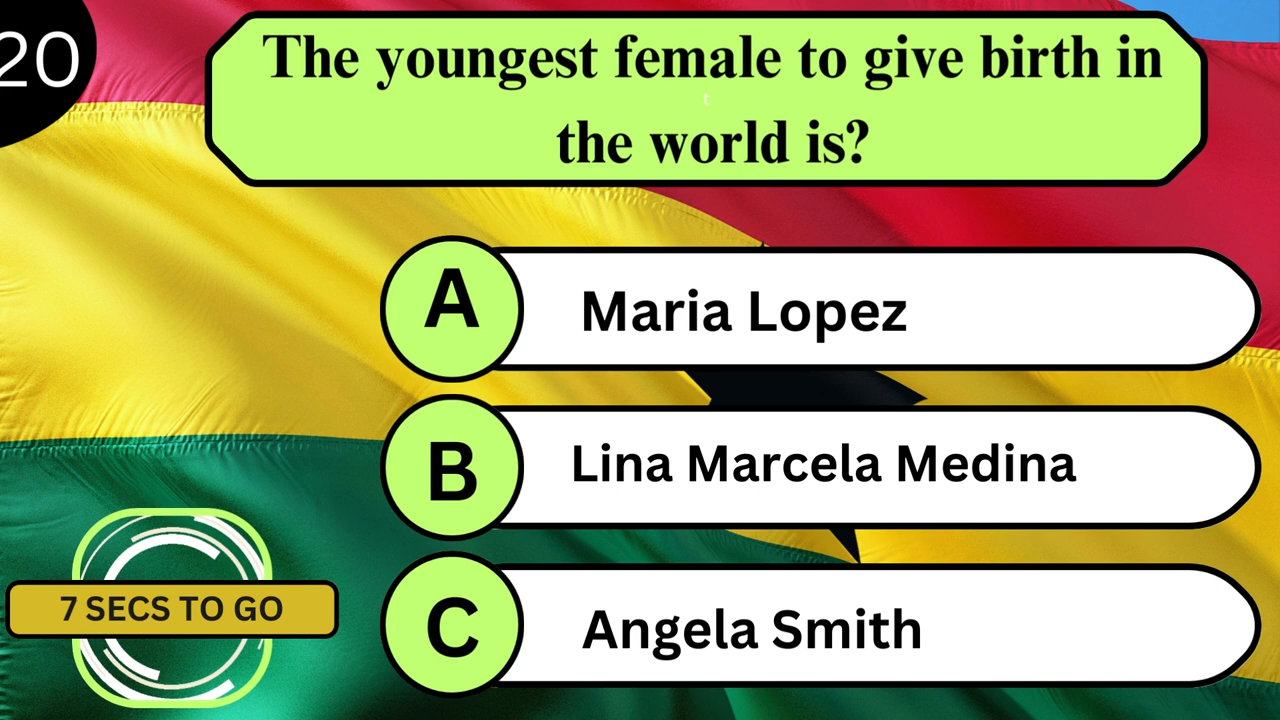 20
The youngest female to give birth in
t
the world is?
A Maria Lopez
B Lina Marcela Medina
C Angela Smith
7 SECS TO GO